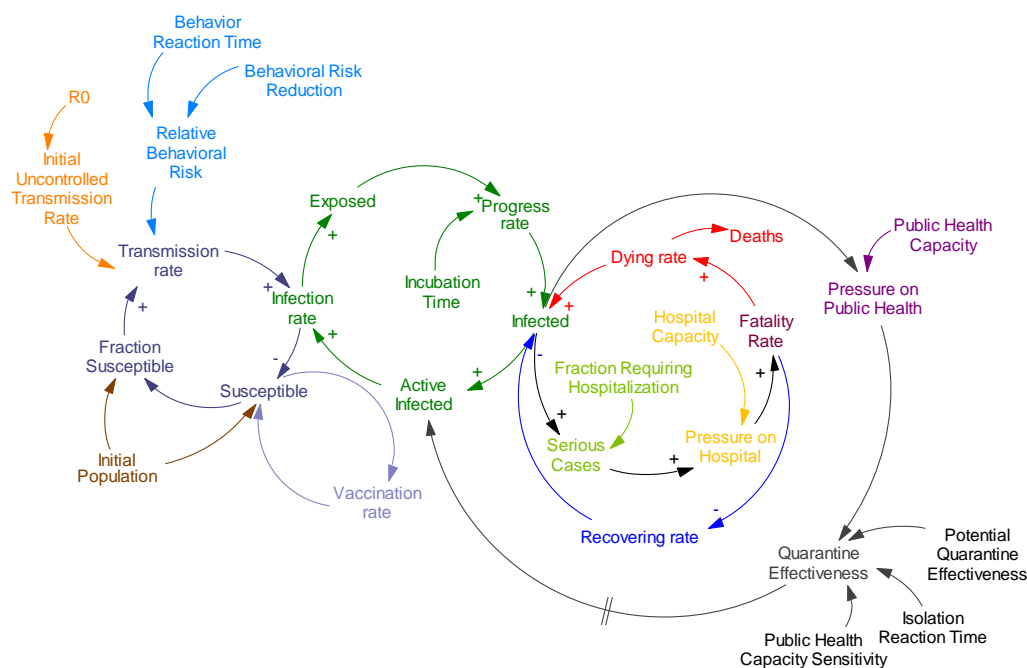 Behavior
Reaction Time
Behavioral Risk
Reduction
R0
Relative
Behavioral
Risk
Initial
Uncontrolled
Transmission
Rate
Exposed
+
+
Progress
rate
Transmission
rate
+
Incubation
Time
Infection
rate
+
+
-
Fraction
Susceptible
Susceptible
Active
Infected
+
Initial
Population
Vaccination
rate
Deaths
Dying rate
+
+
+
Infected
-
Public Health
Capacity
Pressure on
Public Health
Hospital
Capacity
Fatality
Rate
+
Fraction Requiring
Hospitalization
+
Serious
Cases
+
Pressure on
Hospital
-
Recovering rate
Quarantine
Effectiveness
Potential
Quarantine
Effectiveness
Isolation
Reaction Time
Public Health
Capacity Sensitivity